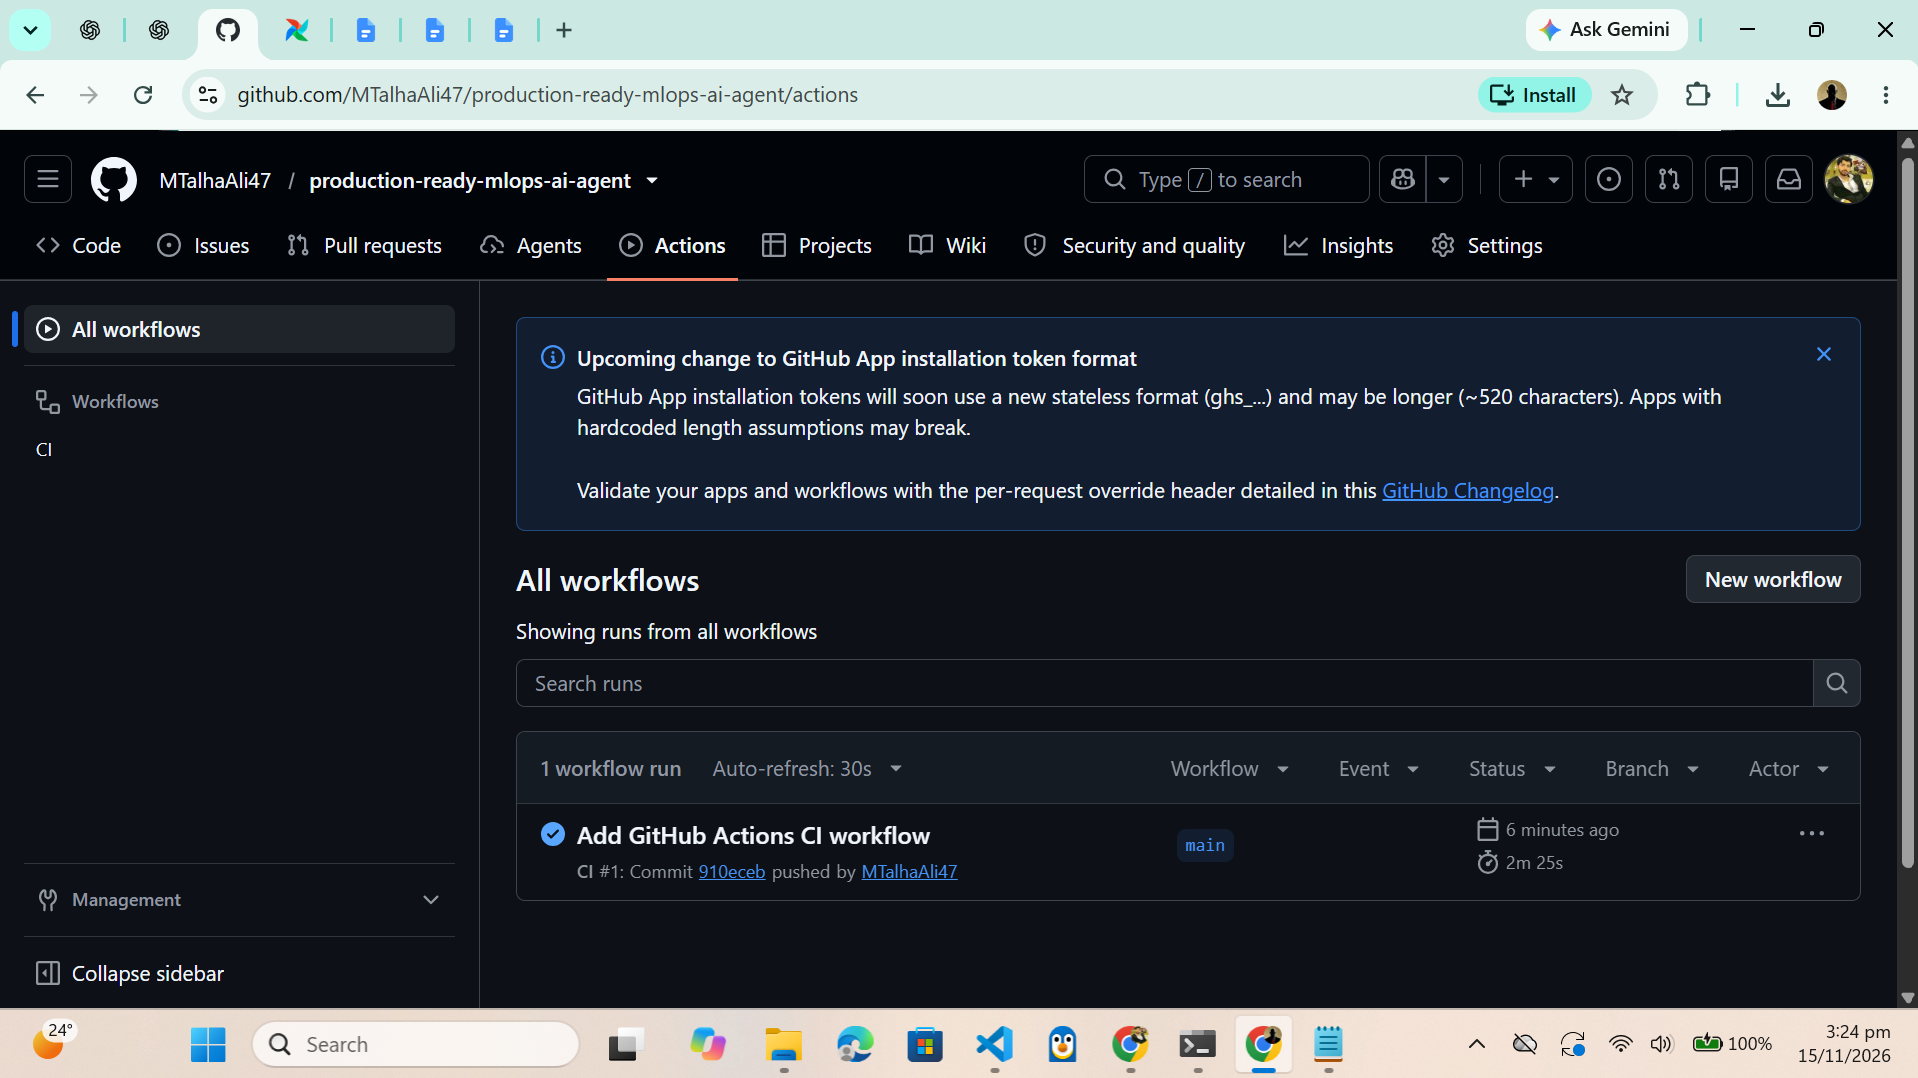 Ask Gemini
github.com/MTalhaAli47/production-ready-mlops-ai-agent/actions
Install
MTalhaAli47 / production-ready-mlops-ai-agent
Type / to search
Code
Issues
Pull requests
Agents
Actions
Projects
Wiki
Security and quality
Insights
Settings
All workflows
Workflows
CI
Management
Collapse sidebar
Upcoming change to GitHub App installation token format
GitHub App installation tokens will soon use a new stateless format (ghs_...) and may be longer (~520 characters). Apps with
hardcoded length assumptions may break.
Validate your apps and workflows with the per-request override header detailed in this GitHub Changelog.
All workflows
New workflow
Showing runs from all workflows
Search runs
1 workflow run
Auto-refresh: 30s
Workflow
Event
Status
Branch
Actor
Add GitHub Actions CI workflow
CI #1: Commit 910eceb pushed by MTalhaAli47
main
6 minutes ago
2m 25s
24°
Search
100%
3:24 pm
15/11/2026